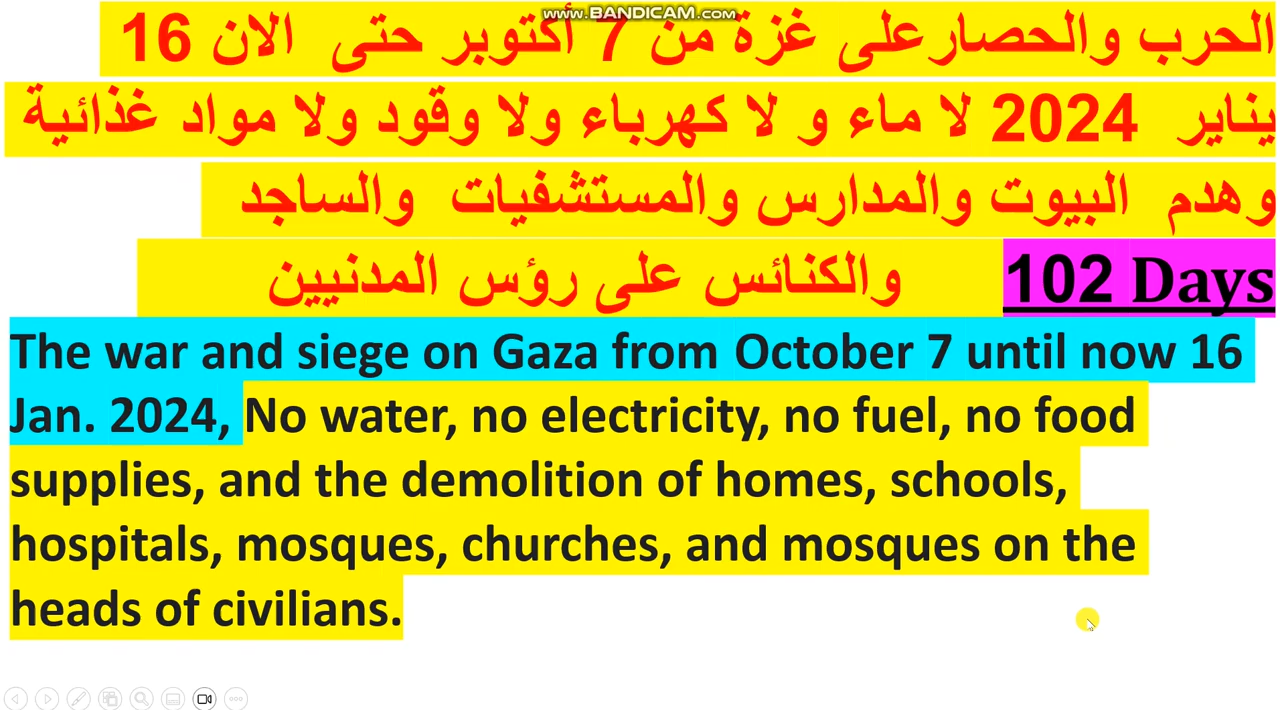 www.BANDICAM.com
الحرب والحصارعلى غزة من 7 أكتوبر حتى الان 16
يناير 2024 لا ماء و لا كهرباء ولا وقود ولا مواد غذائية
وهدم البيوت والمدارس والمستشفيات والساجد
والكنائس على رؤس المدنيين 102 Days
The war and siege on Gaza from October 7 until now 16
Jan. 2024, No water, no electricity, no fuel, no food
supplies, and the demolition of homes, schools,
hospitals, mosques, churches, and mosques on the
heads of civilians.